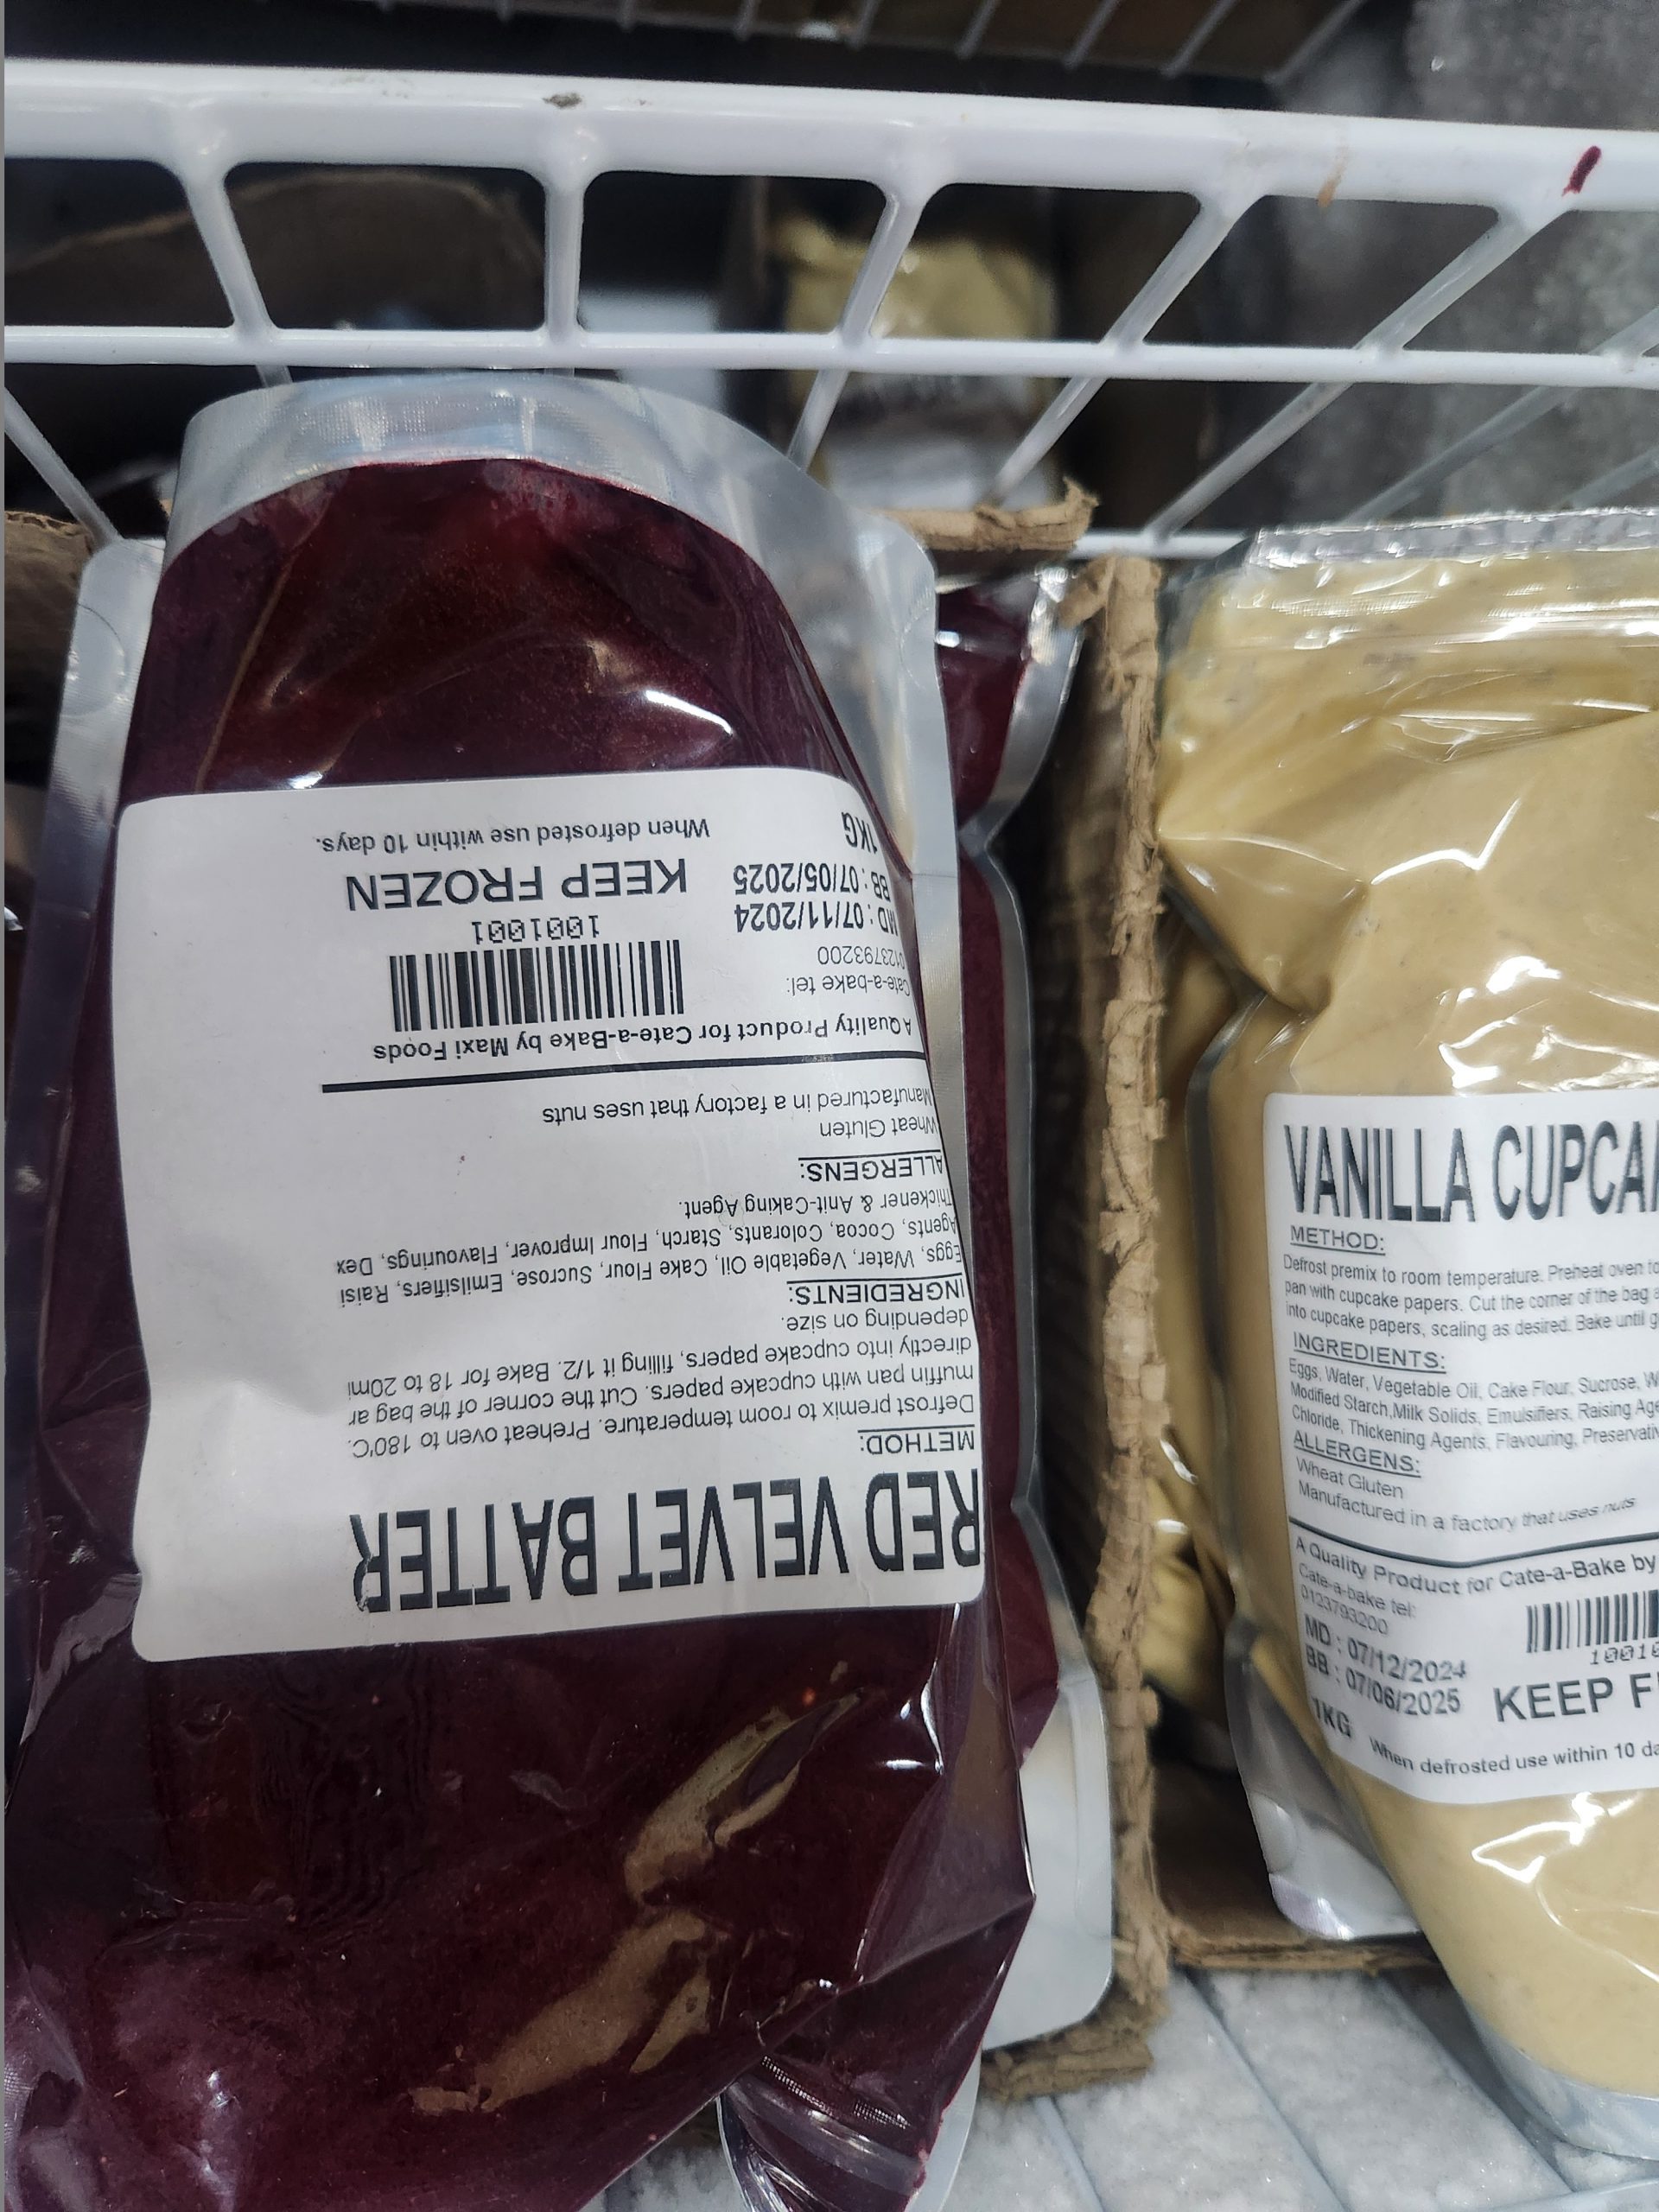 RED VELVET BATTER
METHOD:
Defrost premix to room temperature. Preheat oven to 180°C.
muffin pan with cupcake papers. Cut the corner of the bag ar
directly into cupcake papers, filling it 1/2. Bake for 18 to 20mi
depending on size.
INGREDIENTS:
Eggs, Water, Vegetable Oil, Cake Flour, Sucrose, Emilsifiers, Raisi
Agents, Cocoa, Colorants, Starch, Flour Improver, Flavourings, Dex
Thickener & Anit-Caking Agent.
ALLERGENS:
Wheat Gluten
Manufactured in a factory that uses nuts
A Quality Product for Cate-a-Bake by Maxi Foods
Cate-a-bake tel:
0123793200
MD : 07/11/2024
BB : 07/05/2025
1KG
1001001
KEEP FROZEN
When defrosted use within 10 days.
VANILLA CUPCA
METHOD:
Defrost premix to room temperature. Preheat oven to
pan with cupcake papers. Cut the corner of the bag a
into cupcake papers, scaling as desired. Bake until g
INGREDIENTS:
Eggs, Water, Vegetable Oil, Cake Flour, Sucrose, W
Modified Starch,Milk Solids, Emulsifiers, Raising Age
Chloride, Thickening Agents, Flavouring, Preservativ
ALLERGENS:
Wheat Gluten
Manufactured in a factory that uses nuts
A Quality Product for Cate-a-Bake by
Cate-a-bake tel:
0123793200
MD : 07/12/2024
BB : 07/06/2025
1KG
10010
KEEP F
When defrosted use within 10 da